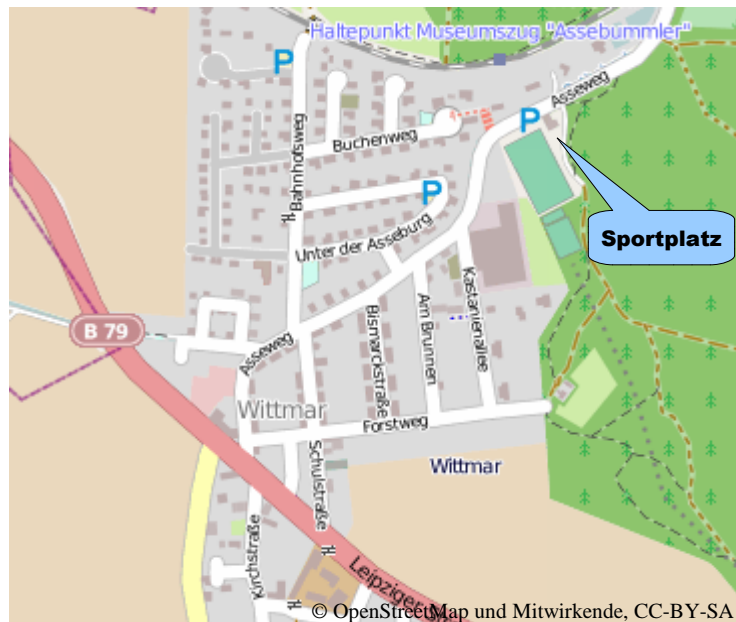 Haltepunkt Museumszug "Assebummler"
P
Asseweg
P
Buchenweg
Bahnhofsweg
P
Sportplatz
Unter der Asseburg
Kastanienallee
B 79
Asseweg
Bismarckstraße
Am Brunnen
Wittmar
Forstweg
Schulstraße
Wittmar
Kirchstraße
Leipziger
© OpenStreetMap und Mitwirkende, CC-BY-SA